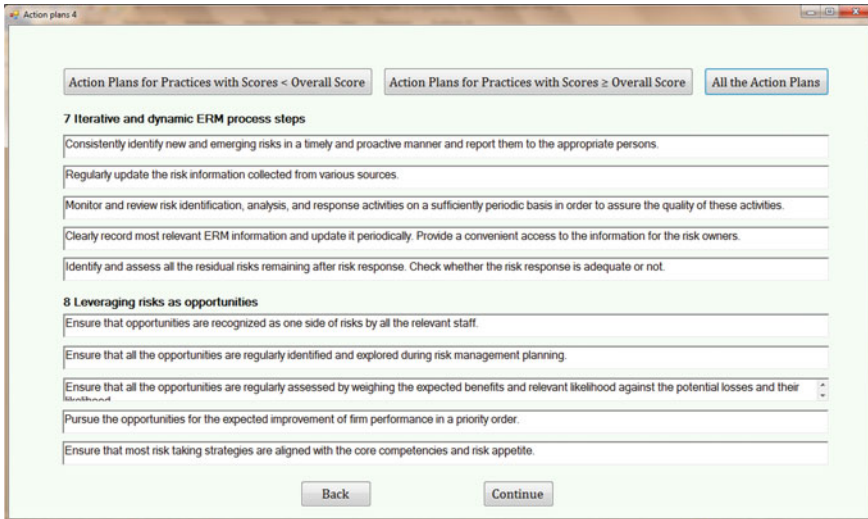 Action plans 4
Action Plans for Practices with Scores < Overall Score
Action Plans for Practices with Scores ≥ Overall Score
All the Action Plans
7 Iterative and dynamic ERM process steps
Consistently identify new and emerging risks in a timely and proactive manner and report them to the appropriate persons.
Regularly update the risk information collected from various sources.
Monitor and review risk identification, analysis, and response activities on a sufficiently periodic basis in order to assure the quality of these activities.
Clearly record most relevant ERM information and update it periodically. Provide a convenient access to the information for the risk owners.
Identify and assess all the residual risks remaining after risk response. Check whether the risk response is adequate or not.
8 Leveraging risks as opportunities
Ensure that opportunities are recognized as one side of risks by all the relevant staff.
Ensure that all the opportunities are regularly identified and explored during risk management planning.
Ensure that all the opportunities are regularly assessed by weighing the expected benefits and relevant likelihood against the potential losses and their
likelihood
Pursue the opportunities for the expected improvement of firm performance in a priority order.
Ensure that most risk taking strategies are aligned with the core competencies and risk appetite.
Back
Continue